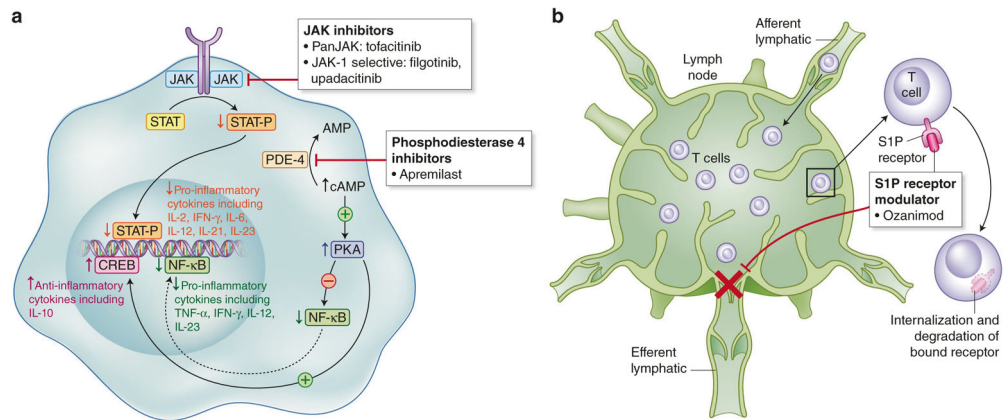 a
JAK inhibitors
• PanJAK: tofacitinib
• JAK-1 selective: filgotinib,
upadacitinib
JAK
JAK
STAT
↓ STAT-P
AMP
PDE-4
Phosphodiesterase 4
inhibitors
• Apremilast
↑cAMP
+
↑ PKA
−
↓ NF-κB
+
↓Pro-inflammatory
cytokines including
IL-2, IFN-γ, IL-6,
IL-12, IL-21, IL-23
↓ STAT-P
↑ CREB
↓ NF-κB
↑Anti-inflammatory
cytokines including
IL-10
↓Pro-inflammatory
cytokines including
TNF-α, IFN-γ, IL-12,
IL-23
b
Afferent
lymphatic
Lymph
node
T cells
T
cell
S1P
receptor
S1P receptor
modulator
• Ozanimod
Internalization and
degradation of
bound receptor
Efferent
lymphatic